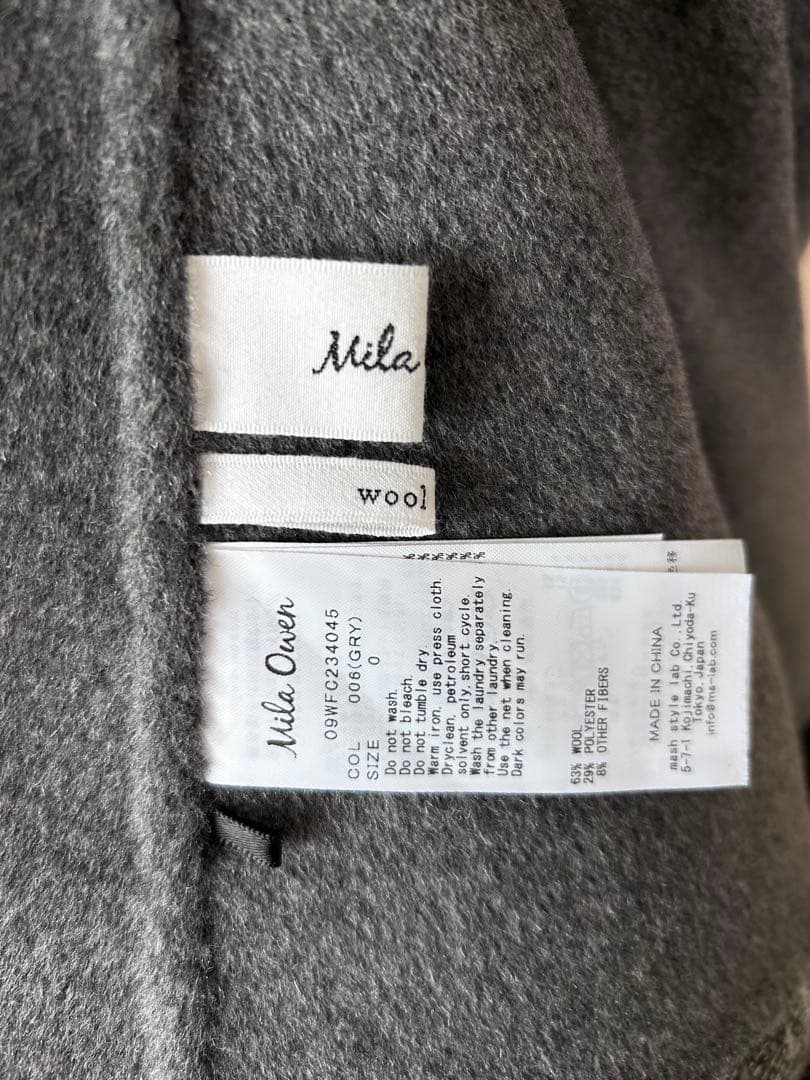 Mila
wool
Mila Owen
09WFC234045
COL 006(GRY)
SIZE 0
Do not wash.
Do not bleach.
Do not tumble dry.
Warm iron, use press cloth.
Dryclean, petroleum
solvent only, short cycle.
Wash the laundry separately
from other laundry.
Use the net when cleaning.
Dark colors may run.
63% WOOL
29% POLYESTER
8% OTHER FIBERS
MADE IN CHINA
mash style lab Co., Ltd.
5-7-1 Kojimachi, Chiyoda-Ku
Tokyo, Japan
info@ms-lab.com
%
%
%
%
%
色移